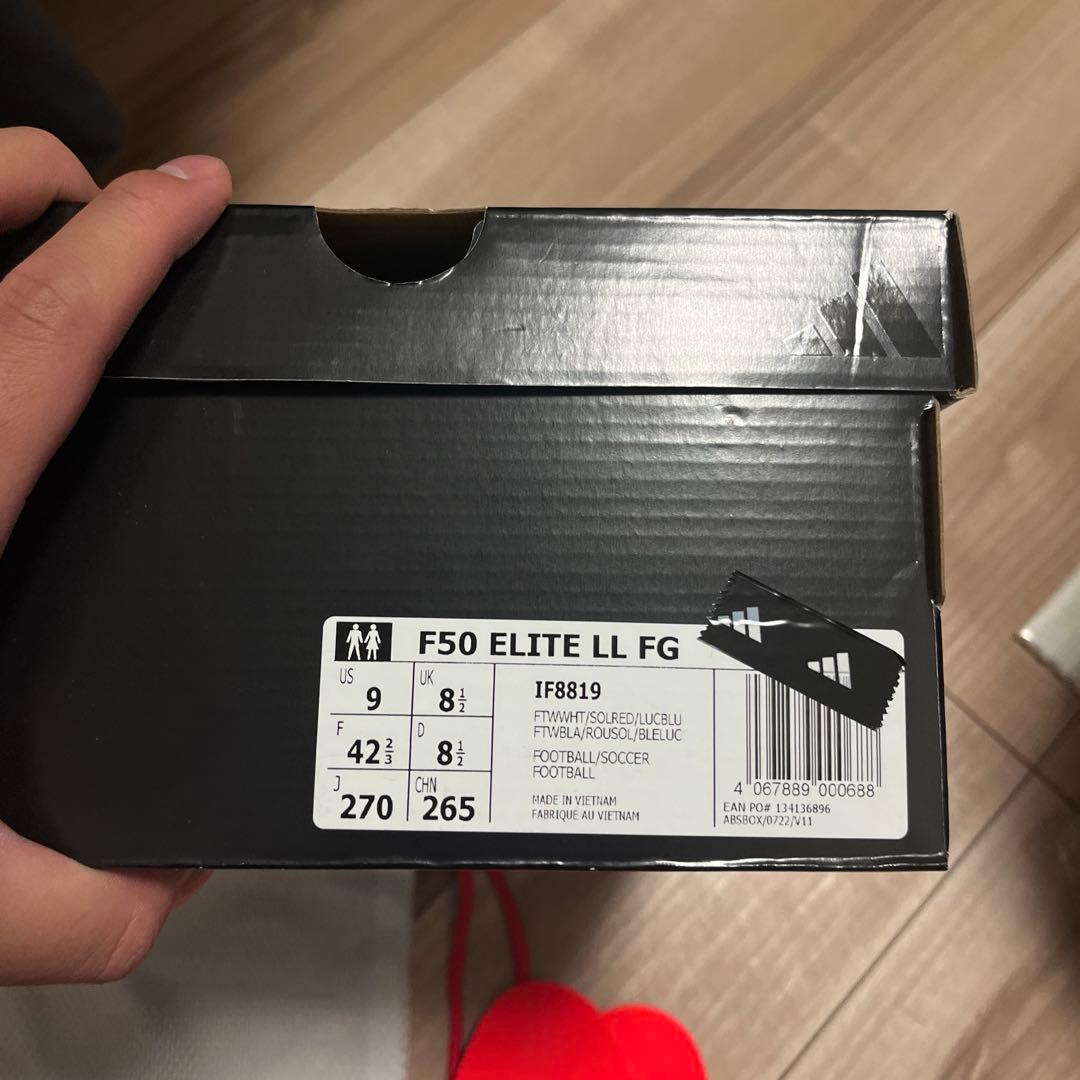 F50 ELITE LL FG
US 9 UK 8 1/2
F 42 2/3 D 8 1/2
J 270 CHN 265
IF8819
FTWWHT/SOLRED/LUCBLU
FTWBLA/ROUSOL/BLELUC
FOOTBALL/SOCCER
FOOTBALL
MADE IN VIETNAM
FABRIQUÉ AU VIETNAM
4 067889 000688
EAN PO# 134136896
ABSBOX/0722/V11